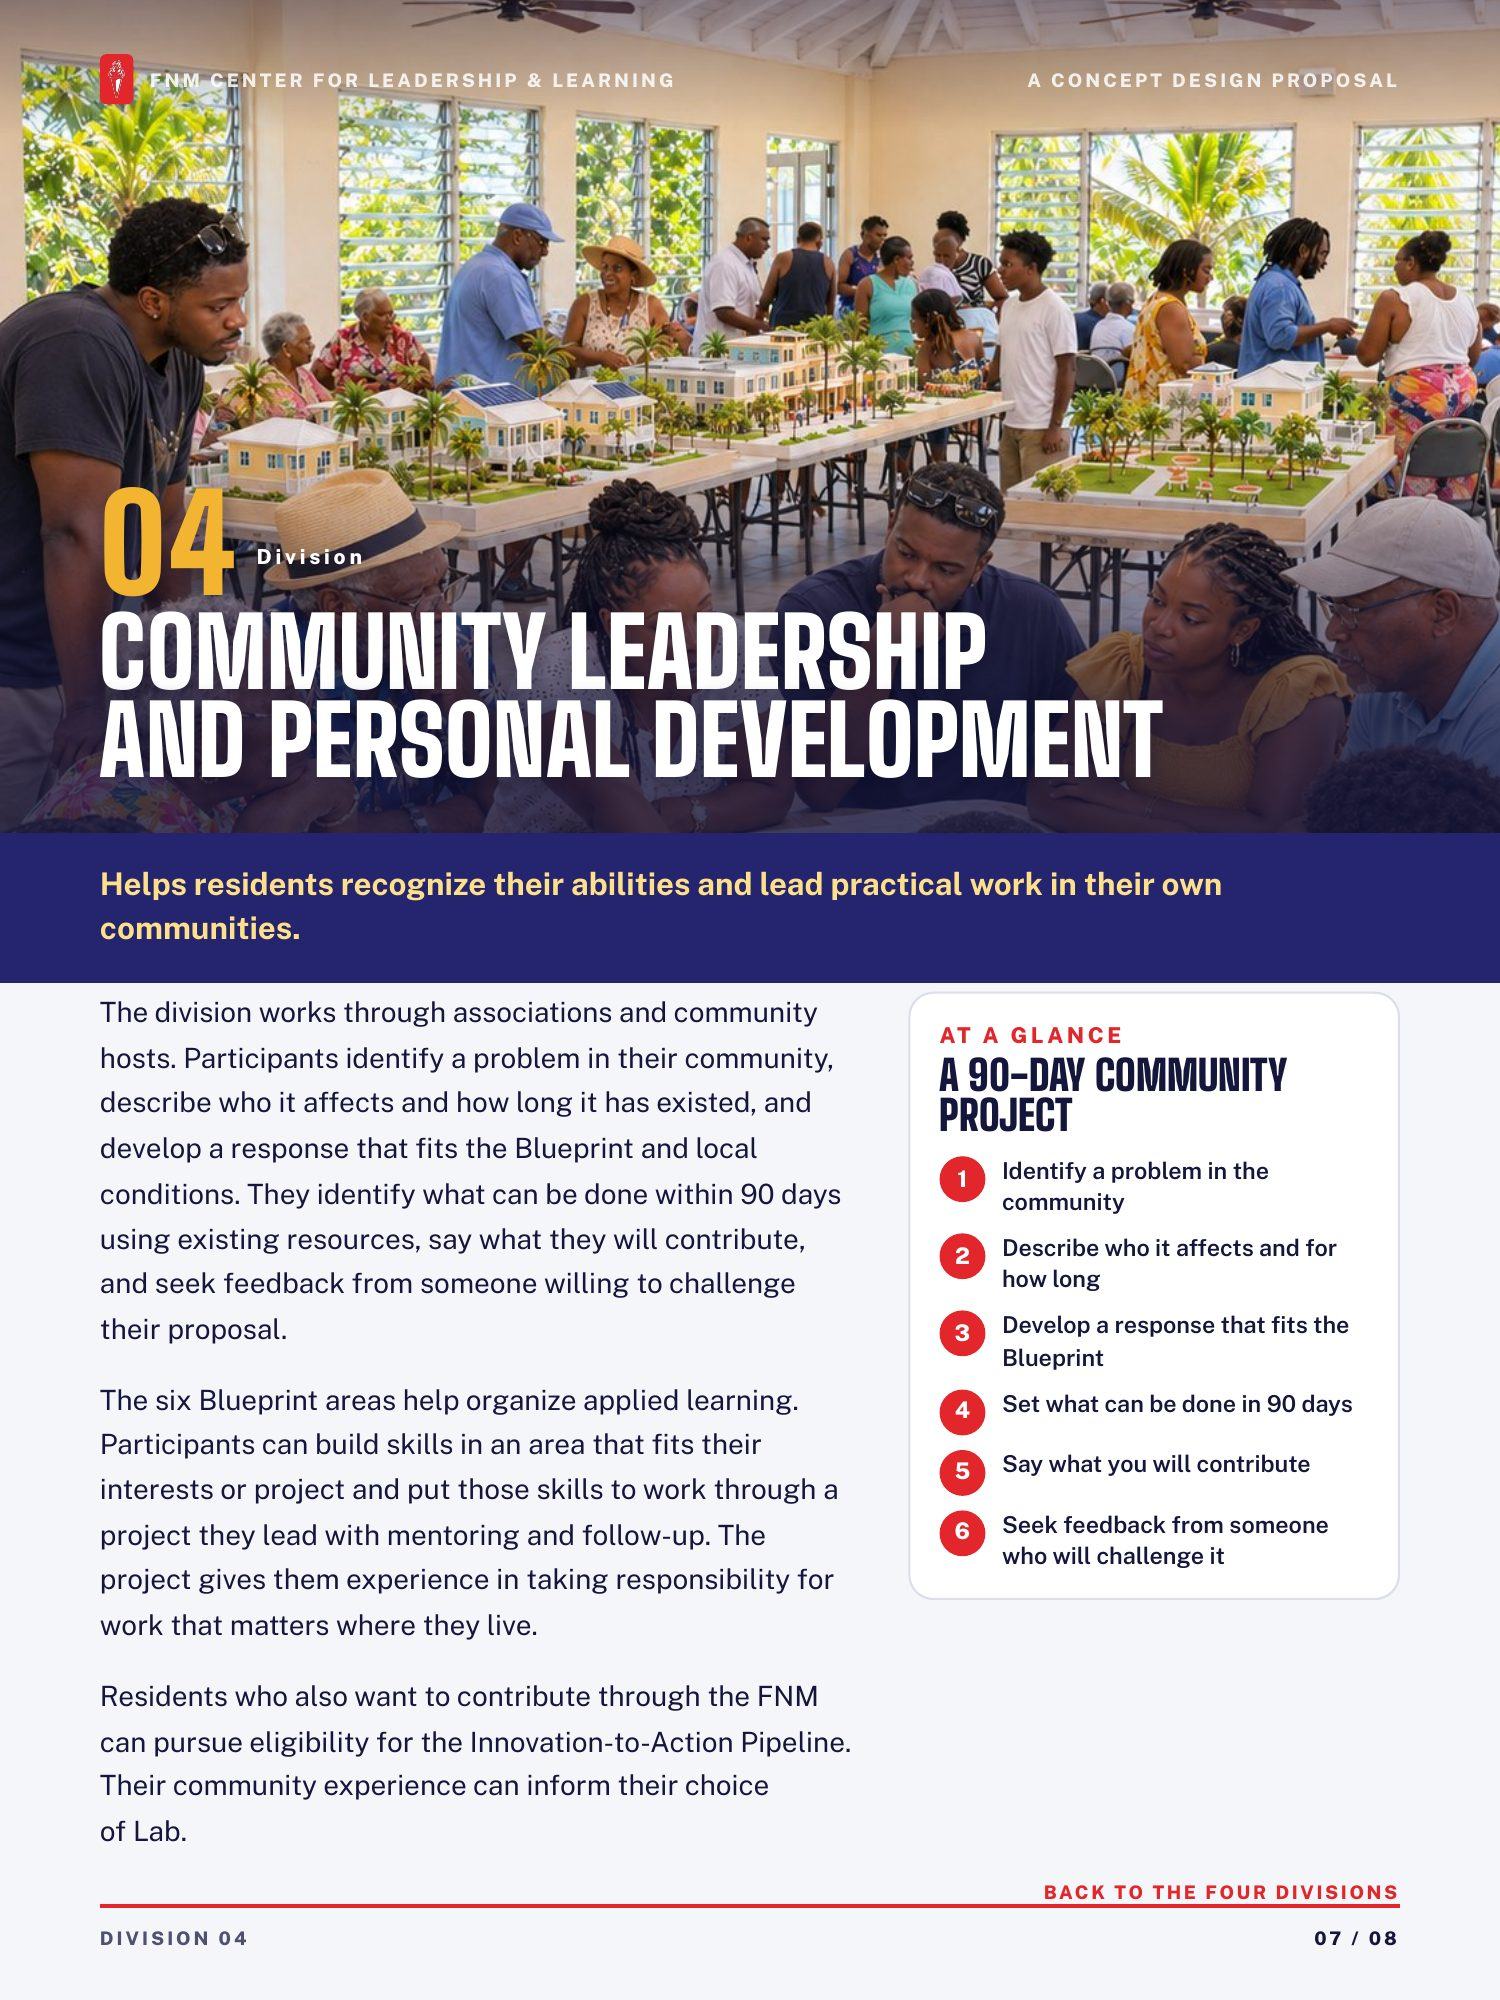 FNM CENTER FOR LEADERSHIP & LEARNING
A CONCEPT DESIGN PROPOSAL
04 Division
COMMUNITY LEADERSHIP
AND PERSONAL DEVELOPMENT
Helps residents recognize their abilities and lead practical work in their own
communities.
The division works through associations and community
hosts. Participants identify a problem in their community,
describe who it affects and how long it has existed, and
develop a response that fits the Blueprint and local
conditions. They identify what can be done within 90 days
using existing resources, say what they will contribute,
and seek feedback from someone willing to challenge
their proposal.
The six Blueprint areas help organize applied learning.
Participants can build skills in an area that fits their
interests or project and put those skills to work through a
project they lead with mentoring and follow-up. The
project gives them experience in taking responsibility for
work that matters where they live.
Residents who also want to contribute through the FNM
can pursue eligibility for the Innovation-to-Action Pipeline.
Their community experience can inform their choice
of Lab.
AT A GLANCE
A 90-DAY COMMUNITY
PROJECT
1 Identify a problem in the
community
2 Describe who it affects and for
how long
3 Develop a response that fits the
Blueprint
4 Set what can be done in 90 days
5 Say what you will contribute
6 Seek feedback from someone
who will challenge it
BACK TO THE FOUR DIVISIONS
DIVISION 04
07 / 08